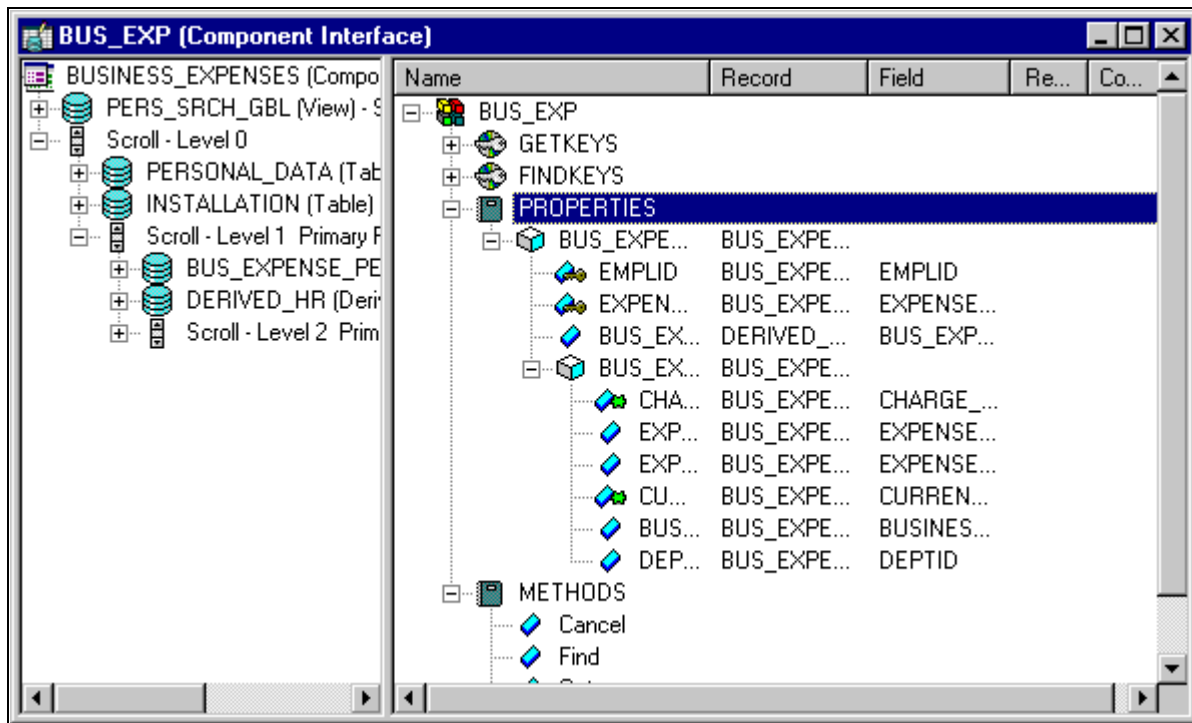 BUS_EXP (Component Interface)
BUSINESS_EXPENSES (Compo
PERS_SRCH_GBL (View) - S
Scroll - Level 0
PERSONAL_DATA (Tab
INSTALLATION (Table)
Scroll - Level 1 Primary
BUS_EXPENSE_PE
DERIVED_HR (Deri
Scroll - Level 2 Prim
Name Record Field Re... Co...
BUS_EXP
GETKEYS
FINDKEYS
PROPERTIES
BUS_EXPE... BUS_EXPE...
EMPLID BUS_EXPE... EMPLID
EXPEN... BUS_EXPE... EXPENSE...
BUS_EX... DERIVED_... BUS_EXP...
BUS_EX... BUS_EXPE...
CHA... BUS_EXPE... CHARGE_...
EXP... BUS_EXPE... EXPENSE...
EXP... BUS_EXPE... EXPENSE...
CU... BUS_EXPE... CURREN...
BUS... BUS_EXPE... BUSINES...
DEP... BUS_EXPE... DEPTID
METHODS
Cancel
Find